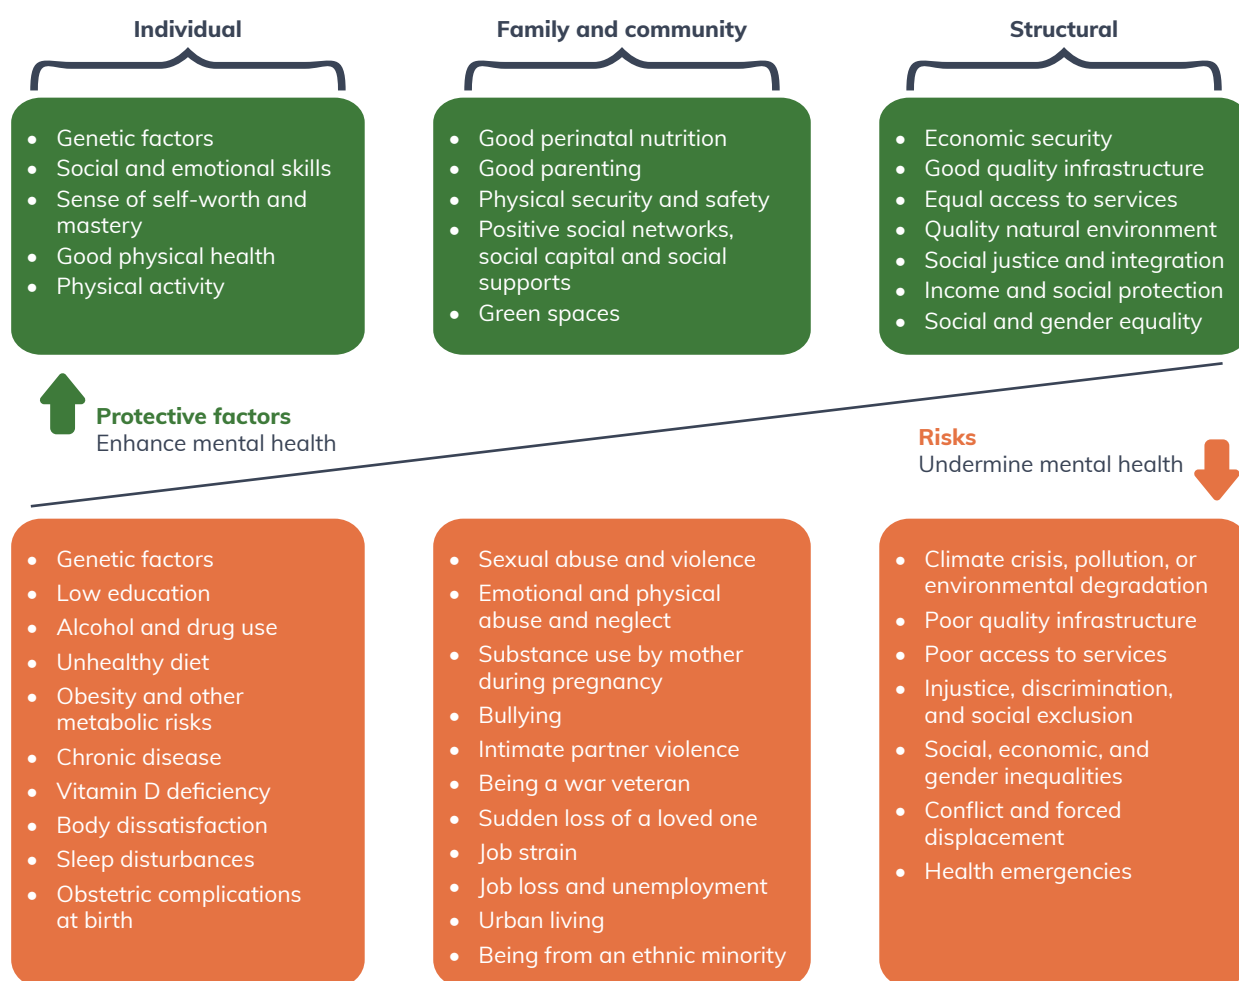 Individual
• Genetic factors
• Social and emotional skills
• Sense of self-worth and
mastery
• Good physical health
• Physical activity
Family and community
• Good perinatal nutrition
• Good parenting
• Physical security and safety
• Positive social networks,
social capital and social
supports
• Green spaces
Structural
• Economic security
• Good quality infrastructure
• Equal access to services
• Quality natural environment
• Social justice and integration
• Income and social protection
• Social and gender equality
Protective factors
Enhance mental health
Risks
Undermine mental health
• Genetic factors
• Low education
• Alcohol and drug use
• Unhealthy diet
• Obesity and other
metabolic risks
• Chronic disease
• Vitamin D deficiency
• Body dissatisfaction
• Sleep disturbances
• Obstetric complications
at birth
• Sexual abuse and violence
• Emotional and physical
abuse and neglect
• Substance use by mother
during pregnancy
• Bullying
• Intimate partner violence
• Being a war veteran
• Sudden loss of a loved one
• Job strain
• Job loss and unemployment
• Urban living
• Being from an ethnic minority
• Climate crisis, pollution, or
environmental degradation
• Poor quality infrastructure
• Poor access to services
• Injustice, discrimination,
and social exclusion
• Social, economic, and
gender inequalities
• Conflict and forced
displacement
• Health emergencies